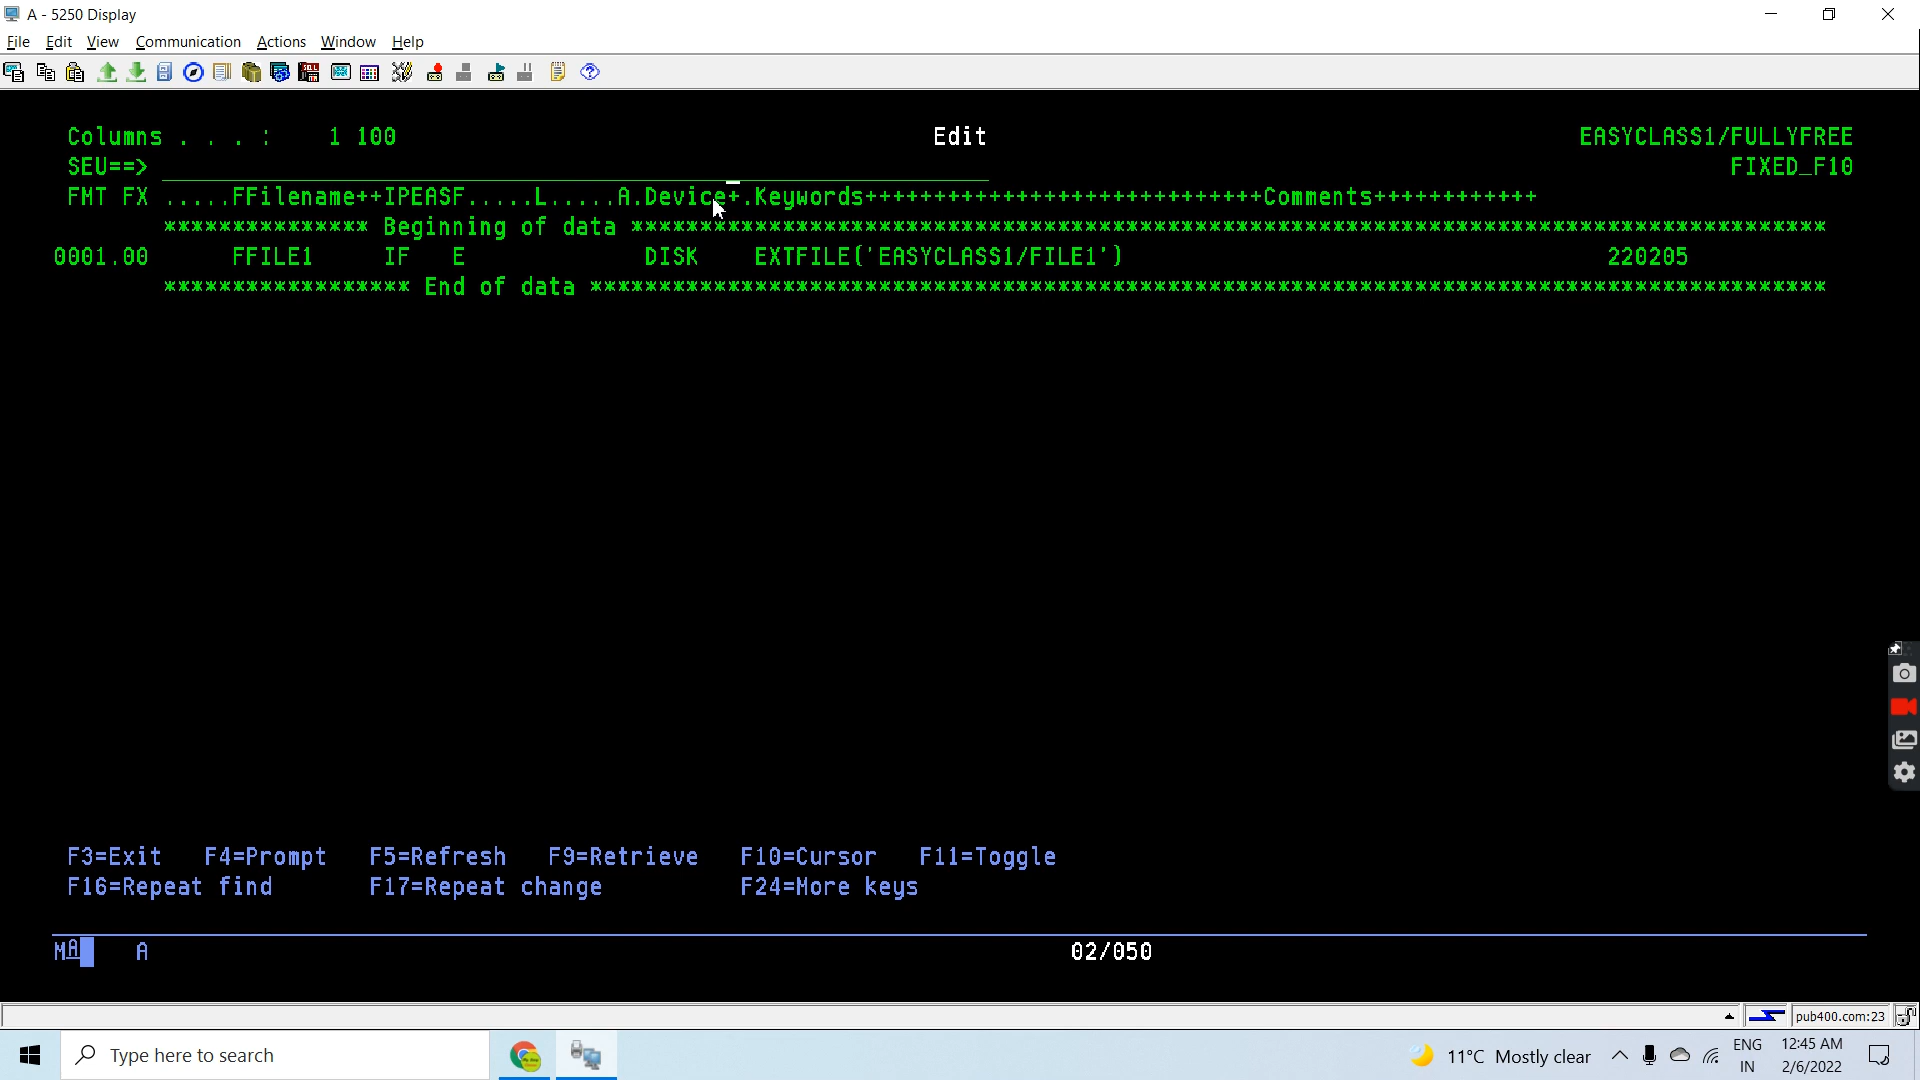 A - 5250 Display
File Edit View Communication Actions Window Help
Columns . . . :    1 100                Edit                EASYCLASS1/FULLYFREE
SEU==>                FIXED_F10
FMT FX .....FFilename++IPEASF.....L.....A.Device+.Keywords+++++++++++++++++++++++++++++Comments++++++++++++
*************** Beginning of data ***************************************************************************************
0001.00      FFILE1     IF   E             DISK    EXTFILE('EASYCLASS1/FILE1')                220205
****************** End of data ******************************************************************************************
F3=Exit   F4=Prompt   F5=Refresh   F9=Retrieve   F10=Cursor   F11=Toggle
F16=Repeat find       F17=Repeat change          F24=More keys
MA   A   02/050
pub400.com:23
Type here to search   11°C Mostly clear   ENG   12:45 AM
IN   2/6/2022